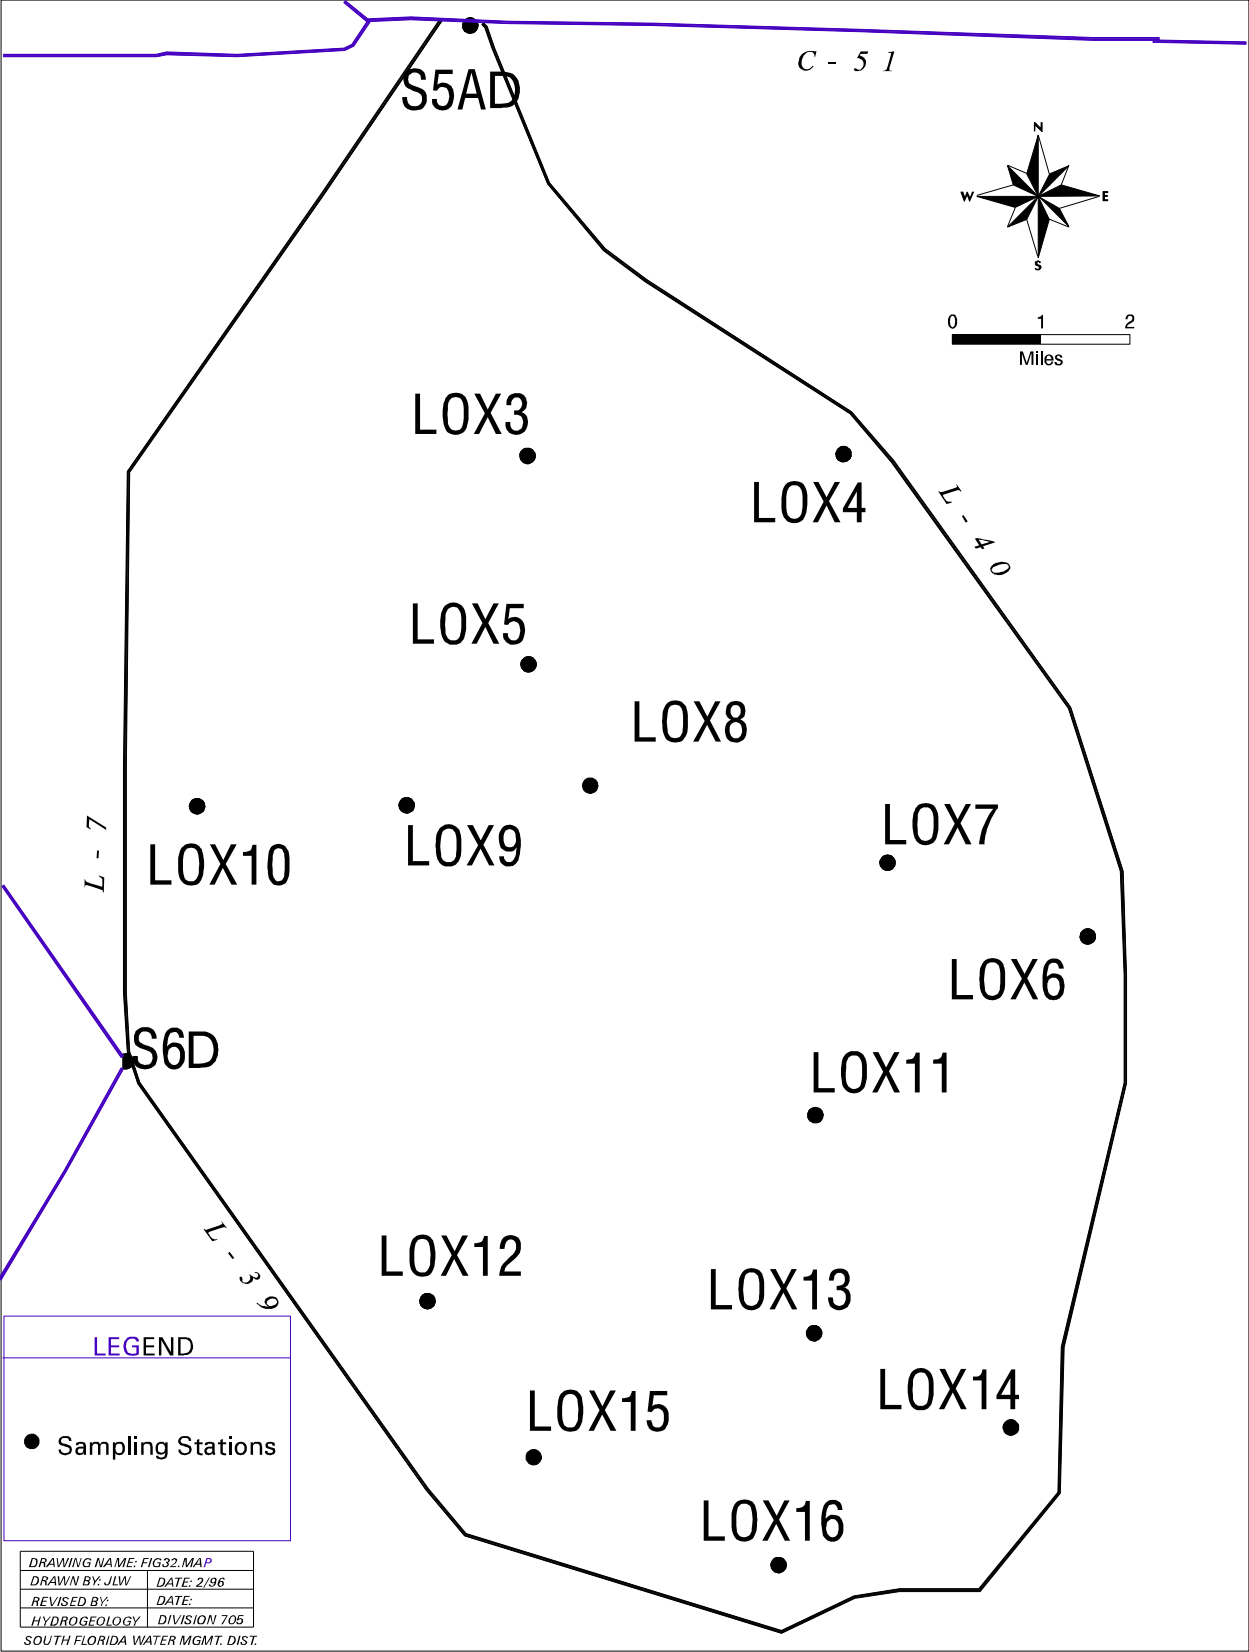 C - 5 1
S5AD
N
W E
S
0 1 2
Miles
LOX3
LOX4
L - 4 0
LOX5
LOX8
LOX7
L - 7
LOX9
LOX10
LOX6
S6D
LOX11
L - 3 9
LOX12
LOX13
LOX14
LOX15
LOX16
LEGEND
Sampling Stations
DRAWING NAME: FIG32.MAP
DRAWN BY: JLW DATE: 2/96
REVISED BY: DATE:
HYDROGEOLOGY DIVISION 705
SOUTH FLORIDA WATER MGMT. DIST.